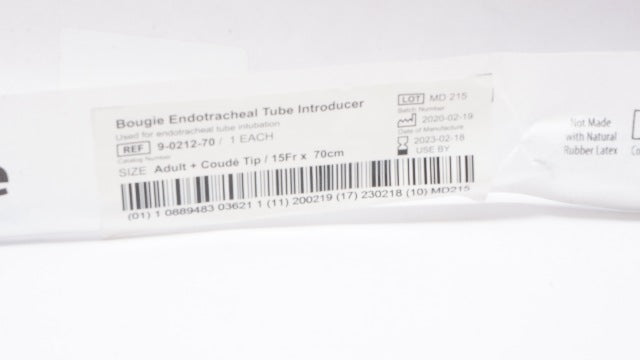 e
Bougie Endotracheal Tube Introducer
Used for endotracheal tube intubation
REF 9-0212-70 / 1 EACH
Catalog Number
SIZE Adult + Coudé Tip / 15Fr x 70cm
LOT MD 215
Batch Number
2020-02-19
Date of Manufacture
2023-02-18
USE BY
(01) 1 0889483 03621 1 (11) 200219 (17) 230218 (10) MD215
Not Made
with Natural
Rubber Latex